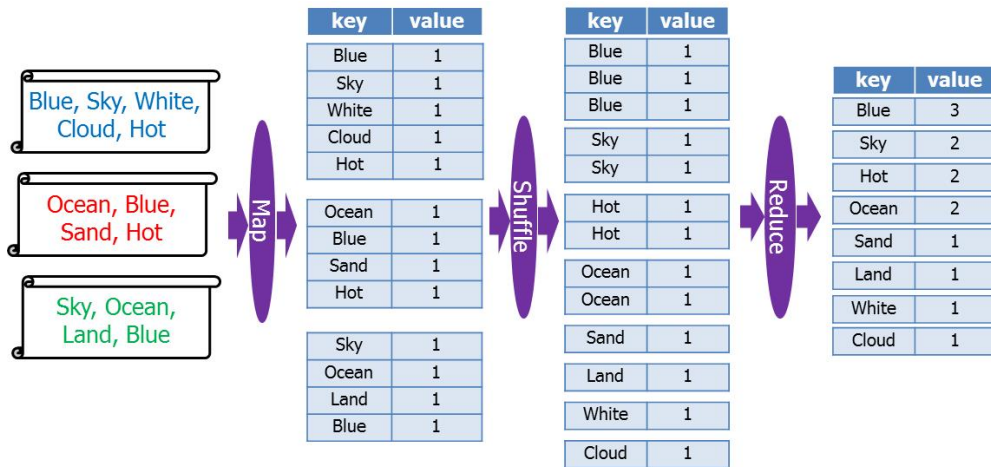 Blue, Sky, White,
Cloud, Hot
Ocean, Blue,
Sand, Hot
Sky, Ocean,
Land, Blue
Map
key value
Blue 1
Sky 1
White 1
Cloud 1
Hot 1
Ocean 1
Blue 1
Sand 1
Hot 1
Sky 1
Ocean 1
Land 1
Blue 1
Shuffle
key value
Blue 1
Blue 1
Blue 1
Sky 1
Sky 1
Hot 1
Hot 1
Ocean 1
Ocean 1
Sand 1
Land 1
White 1
Cloud 1
Reduce
key value
Blue 3
Sky 2
Hot 2
Ocean 2
Sand 1
Land 1
White 1
Cloud 1